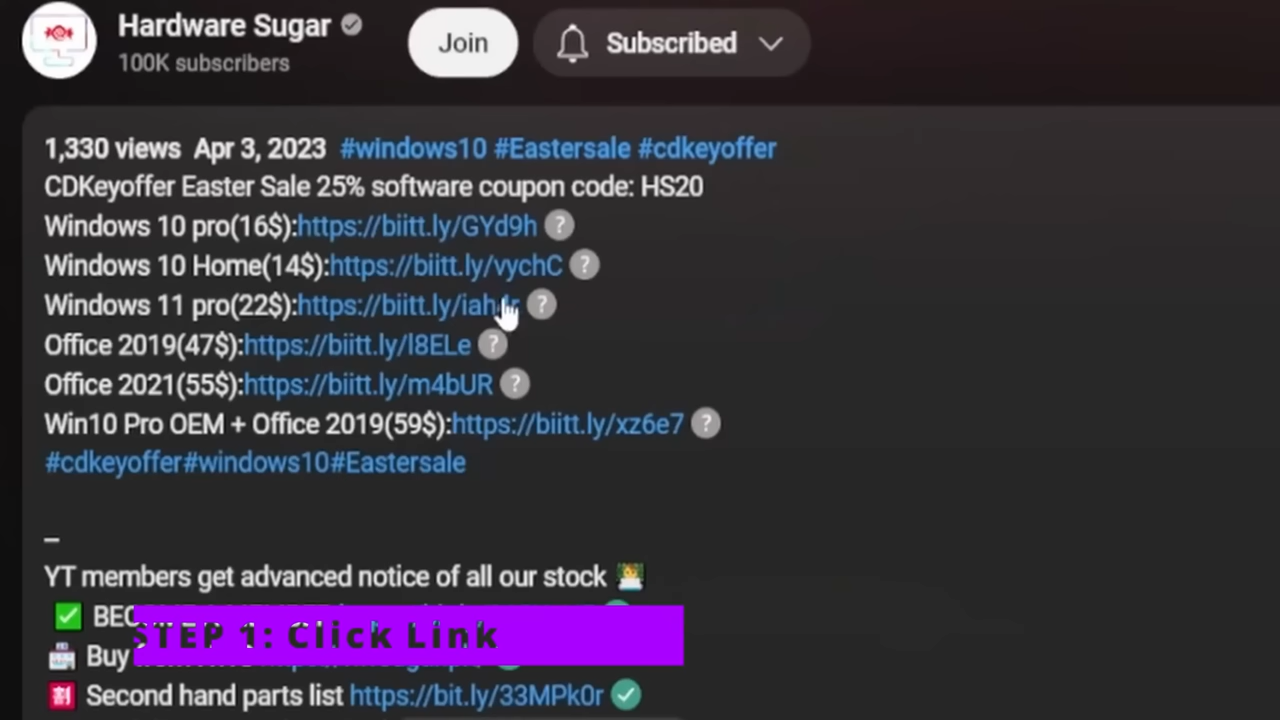 Hardware Sugar
100K subscribers
Join
Subscribed
1,330 views Apr 3, 2023 #windows10 #Eastersale #cdkeyoffer
CDKeyoffer Easter Sale 25% software coupon code: HS20
Windows 10 pro(16$):https://biitt.ly/GYd9h ?
Windows 10 Home(14$):https://biitt.ly/vychC ?
Windows 11 pro(22$): ?
Office 2019(47$):https://biitt.ly/l8ELe ?
Office 2021(55$):https://biitt.ly/m4bUR ?
Win10 Pro OEM + Office 2019(59$):https://biitt.ly/xz6e7 ?
#cdkeyoffer#windows10#Eastersale
–
YT members get advanced notice of all our stock
STEP 1: Click Link
Buy
割 Second hand parts list https://bit.ly/33MPk0r